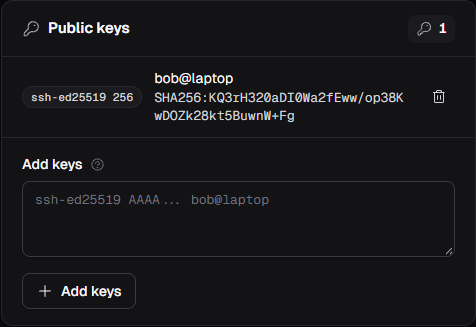 Public keys
1
ssh-ed25519 256
bob@laptop
SHA256:KQ3rH320aDI0Wa2fEww/op38K
wDOZk28kt5BuwnW+Fg
Add keys
ssh-ed25519 AAAA... bob@laptop
Add keys